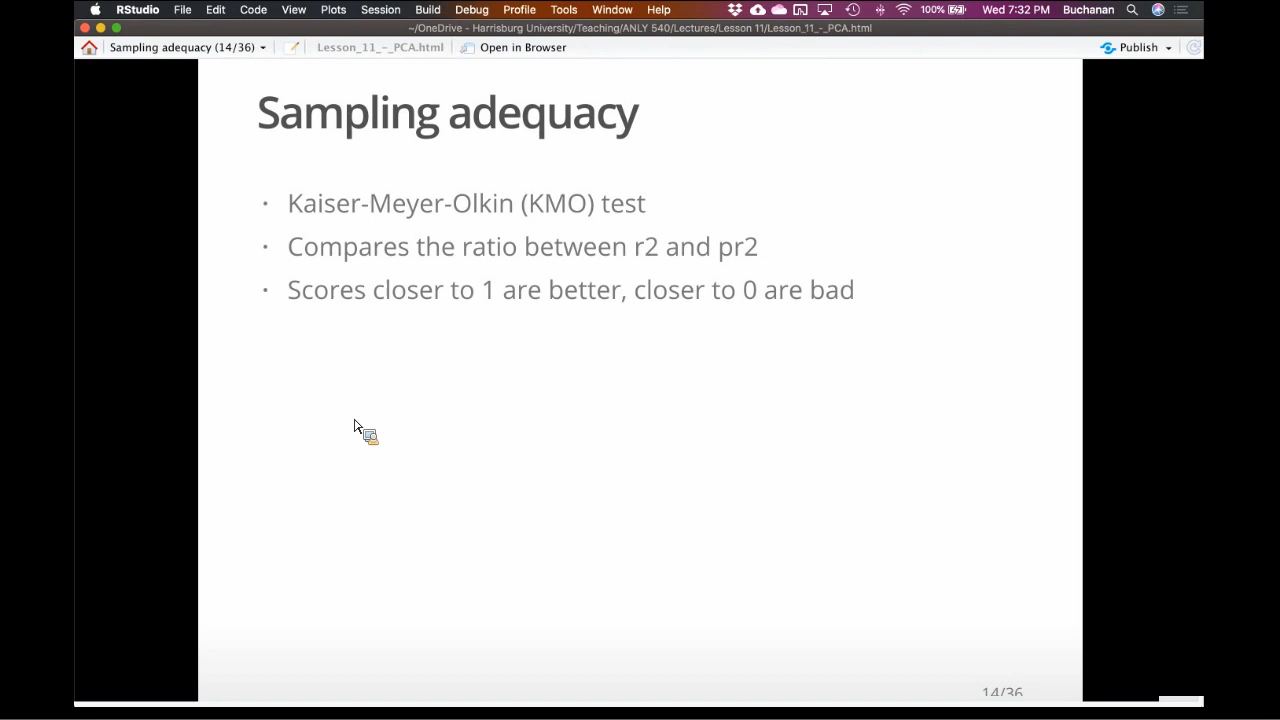 RStudio File Edit Code View Plots Session Build Debug Profile Tools Window Help 100% Wed 7:32 PM Buchanan
~/OneDrive - Harrisburg University/Teaching/ANLY 540/Lectures/Lesson 11/Lesson_11_-_PCA.html
Sampling adequacy (14/36) Lesson_11_-_PCA.html Open in Browser Publish
Sampling adequacy
· Kaiser-Meyer-Olkin (KMO) test
· Compares the ratio between r2 and pr2
· Scores closer to 1 are better, closer to 0 are bad
14/36